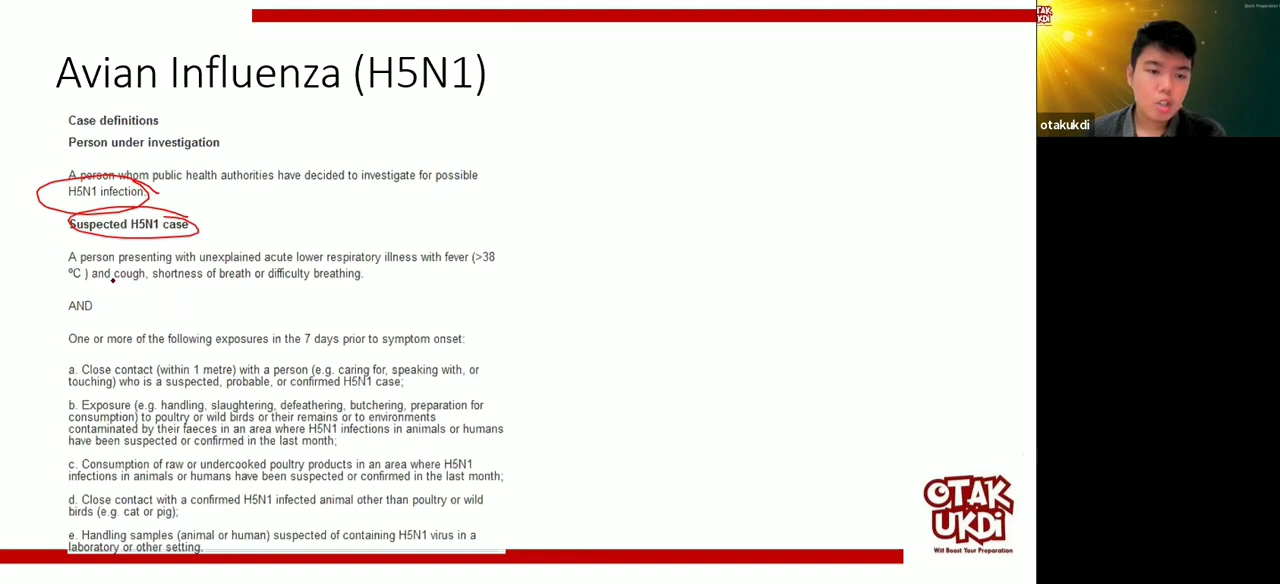 Avian Influenza (H5N1)
Case definitions
Person under investigation
A person whom public health authorities have decided to investigate for possible
H5N1 infection.
Suspected H5N1 case
A person presenting with unexplained acute lower respiratory illness with fever (>38
ºC ) and cough, shortness of breath or difficulty breathing.
AND
One or more of the following exposures in the 7 days prior to symptom onset:
a. Close contact (within 1 metre) with a person (e.g. caring for, speaking with, or
touching) who is a suspected, probable, or confirmed H5N1 case;
b. Exposure (e.g. handling, slaughtering, defeathering, butchering, preparation for
consumption) to poultry or wild birds or their remains or to environments
contaminated by their faeces in an area where H5N1 infections in animals or humans
have been suspected or confirmed in the last month;
c. Consumption of raw or undercooked poultry products in an area where H5N1
infections in animals or humans have been suspected or confirmed in the last month;
d. Close contact with a confirmed H5N1 infected animal other than poultry or wild
birds (e.g. cat or pig);
e. Handling samples (animal or human) suspected of containing H5N1 virus in a
laboratory or other setting.
OTAK
UKDI
Will Boost Your Preparation
otakukdi